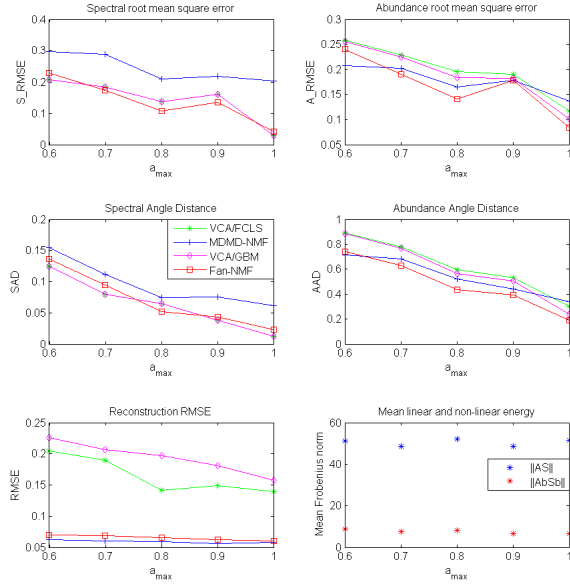 Spectral root mean square error
0.4
0.3
0.2
0.1
0
S_RMSE
0.6 0.7 0.8 0.9 1
a_max
Abundance root mean square error
0.3
0.25
0.2
0.15
0.1
0.05
A_RMSE
0.6 0.7 0.8 0.9 1
a_max
Spectral Angle Distance
0.2
0.15
0.1
0.05
0
SAD
VCA/FCLS
MDMD-NMF
VCA/GBM
Fan-NMF
0.6 0.7 0.8 0.9 1
a_max
Abundance Angle Distance
1
0.8
0.6
0.4
0.2
0
AAD
0.6 0.7 0.8 0.9 1
a_max
Reconstruction RMSE
0.25
0.2
0.15
0.1
0.05
RMSE
0.6 0.7 0.8 0.9 1
a_max
Mean linear and non-linear energy
60
40
20
0
Mean Frobenius norm
||AS||
||AbSb||
0.6 0.7 0.8 0.9 1
a_max